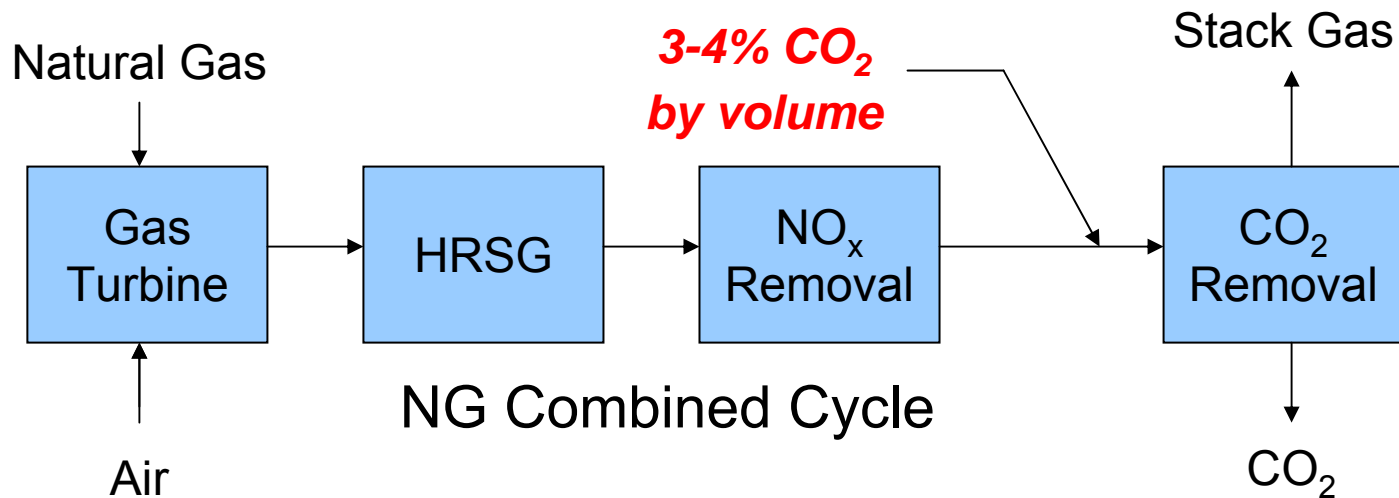 Natural Gas
3-4% CO₂
by volume
Stack Gas
Gas
Turbine
HRSG
NOₓ
Removal
CO₂
Removal
NG Combined Cycle
Air
CO₂